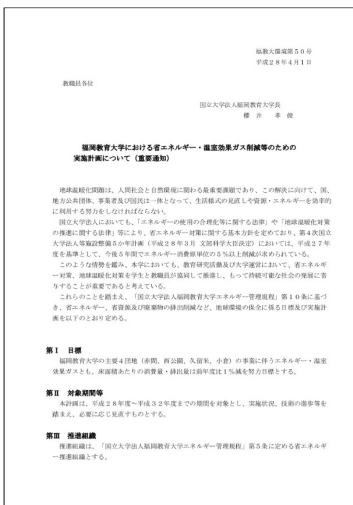 福教大環境第５０号
平成２８年４月１日
教職員各位
国立大学法人福岡教育大学長
櫻　井　孝　俊
福岡教育大学における省エネルギー・温室効果ガス削減等のための
実施計画について（重要通知）
地球温暖化問題は、人間社会と自然環境に関わる最重要課題であり、この解決に向けて、国、
地方公共団体、事業者及び国民は一体となって、生活様式の見直しや資源・エネルギーを効率的
に利用する努力をしなければならない。
国立大学法人においても、「エネルギーの使用の合理化等に関する法律」や「地球温暖化対策
の推進に関する法律」等により、省エネルギー対策に関する基本方針を定めており、第４次国立
大学法人等施設整備５か年計画（平成２８年３月　文部科学大臣決定）においては、平成２７年
度を基準として、今後５年間でエネルギー消費原単位の５％以上削減が求められている。
このような情勢を鑑み、本学においても、教育研究活動及び大学運営において、省エネルギ
ー対策、地球温暖化対策を学生と教職員が協同して推進し、もって持続可能な社会の発展に寄
与することが重要であると考えている。
これらのことを踏まえ、「国立大学法人福岡教育大学エネルギー管理規程」第１０条に基づ
き、省エネルギー、省資源及び廃棄物の排出削減など、地球環境の保全に係る目標及び実施計
画を以下のとおり定める。
第Ⅰ　目標
福岡教育大学の主要４団地（赤間、西公園、久留米、小倉）の事業に伴うエネルギー・温室
効果ガスとも、床面積あたりの消費量・排出量は前年度比１％減を努力目標とする。
第Ⅱ　対象期間等
本計画は、平成２８年度～平成３２年度までの期間を対象とし、実施状況、技術の進歩等を
踏まえ、必要に応じ見直すものとする。
第Ⅲ　推進組織
推進組織は、「国立大学法人福岡教育大学エネルギー管理規程」第５条に定める省エネルギ
ー推進組織とする。